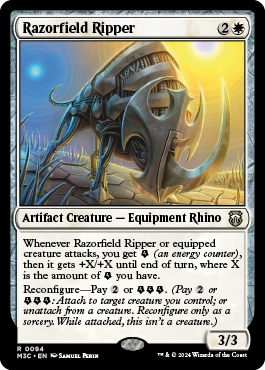 Razorfield Ripper 2
Artifact Creature — Equipment Rhino
Whenever Razorfield Ripper or equipped
creature attacks, you get (an energy counter),
then it gets +X/+X until end of turn, where X
is the amount of you have.
Reconfigure—Pay 2 or . (Pay 2 or
: Attach to target creature you control; or
unattach from a creature. Reconfigure only as a
sorcery. While attached, this isn't a creature.)
3/3
R 0094
M3C • EN Samuel Perin
™ & © 2024 Wizards of the Coast